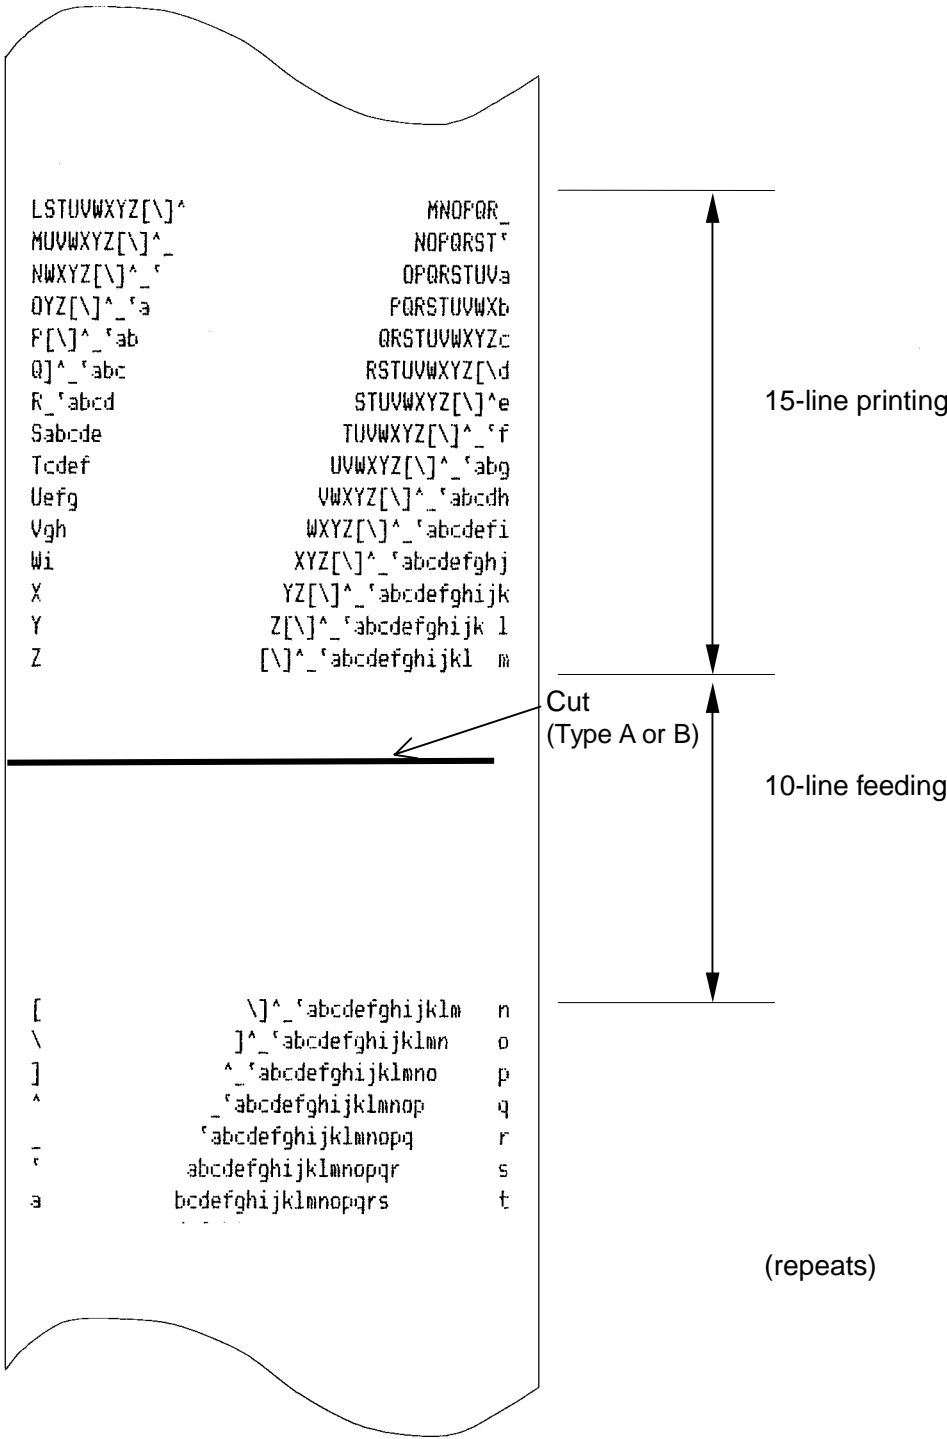 LSTUVWXYZ[\]^ MNOPQR_
MUVWXYZ[\]^_ NOPQRST‛
NWXYZ[\]^_‛ OPQRSTUVa
OYZ[\]^_‛a PQRSTUVWXb
P[\]^_‛ab QRSTUVWXYZc
Q]^_‛abc RSTUVWXYZ[\d
R_‛abcd STUVWXYZ[\]^e
Sabcde TUVWXYZ[\]^_‛f
Tcdef UVWXYZ[\]^_‛abg
Uefg VWXYZ[\]^_‛abcdh
Vgh WXYZ[\]^_‛abcdefi
Wi XYZ[\]^_‛abcdefghj
X YZ[\]^_‛abcdefghijk
Y Z[\]^_‛abcdefghijk l
Z [\]^_‛abcdefghijkl m
15-line printing
Cut
(Type A or B)
10-line feeding
[ \]^_‛abcdefghijklm n
\ ]^_‛abcdefghijklmn o
] ^_‛abcdefghijklmno p
^ _‛abcdefghijklmnop q
_ ‛abcdefghijklmnopq r
‛ abcdefghijklmnopqr s
a bcdefghijklmnopqrs t
(repeats)